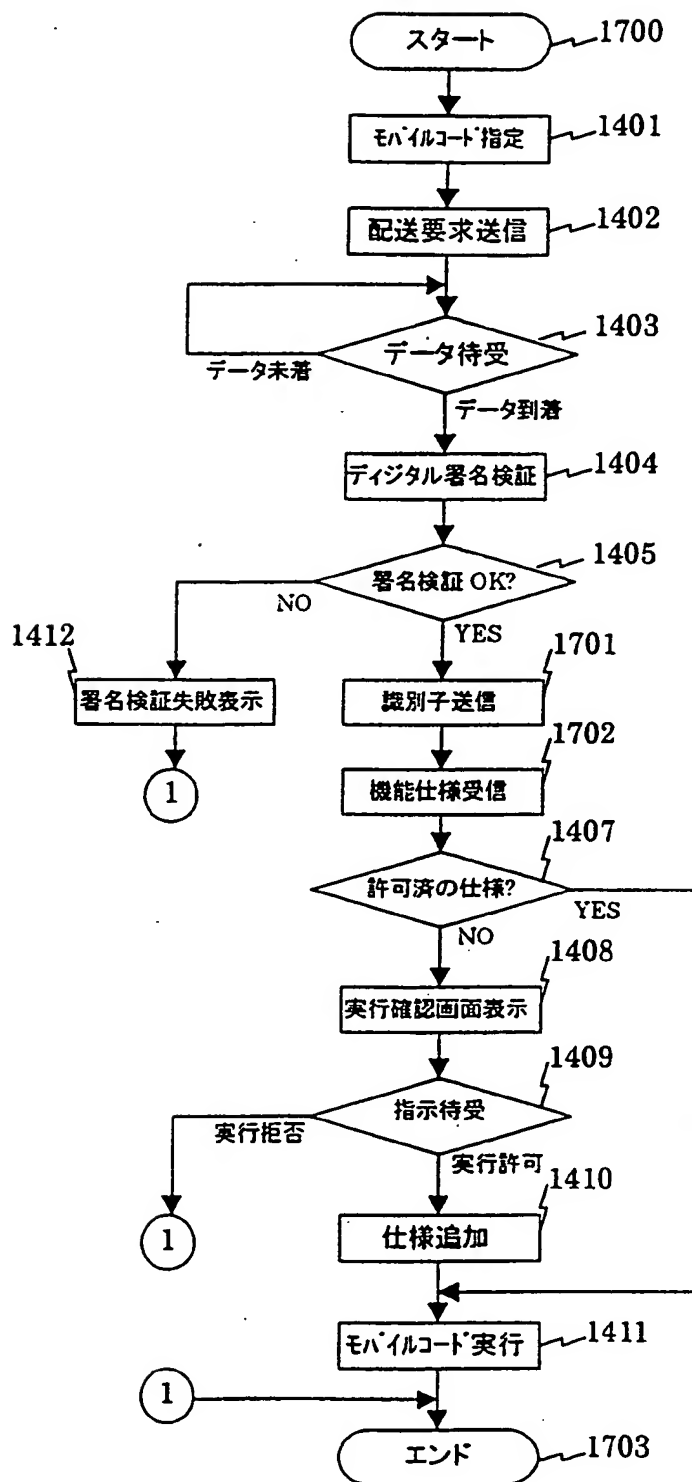 スタート
1700
モバイルコード指定
1401
配送要求送信
1402
データ待受
1403
データ未着
データ到着
ディジタル署名検証
1404
署名検証 OK?
1405
NO
YES
1412
署名検証失敗表示
1
識別子送信
1701
機能仕様受信
1702
許可済の仕様?
1407
YES
NO
実行確認画面表示
1408
指示待受
1409
実行拒否
実行許可
1
仕様追加
1410
モバイルコード実行
1411
1
エンド
1703